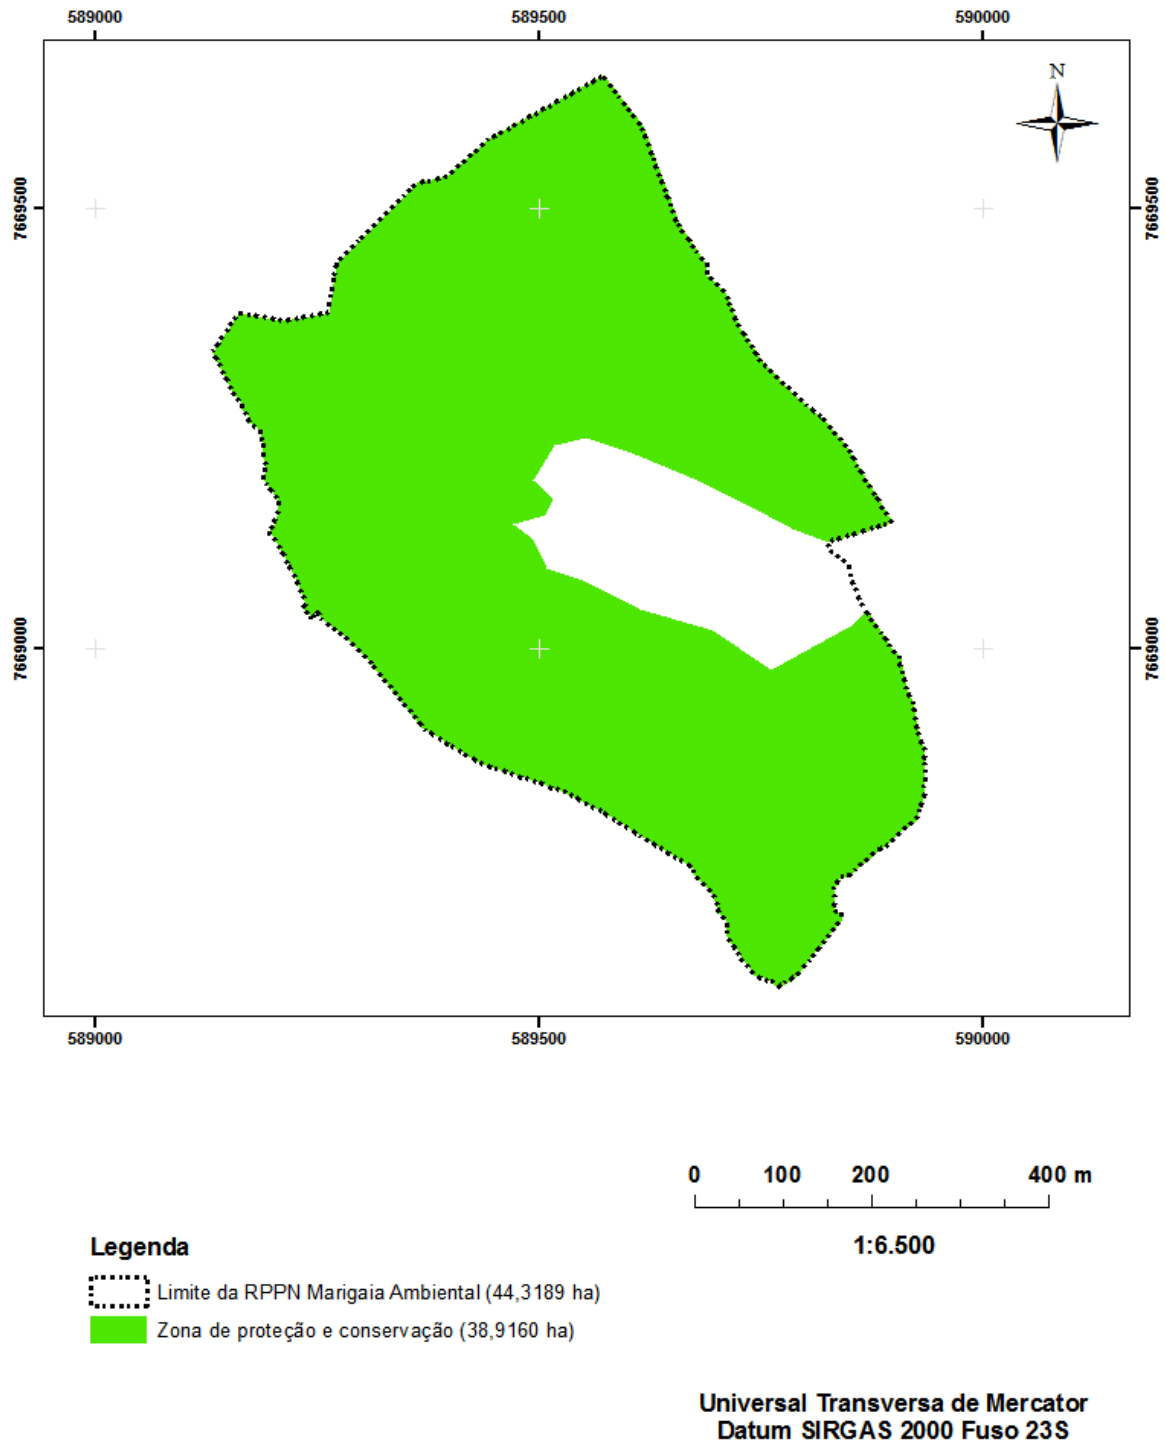 589000 589500 590000
N
7669500 7669500
7669000 7669000
589000 589500 590000
0 100 200 400 m
1:6.500
Legenda
Limite da RPPN Marigaia Ambiental (44,3189 ha)
Zona de proteção e conservação (38,9160 ha)
Universal Transversa de Mercator
Datum SIRGAS 2000 Fuso 23S